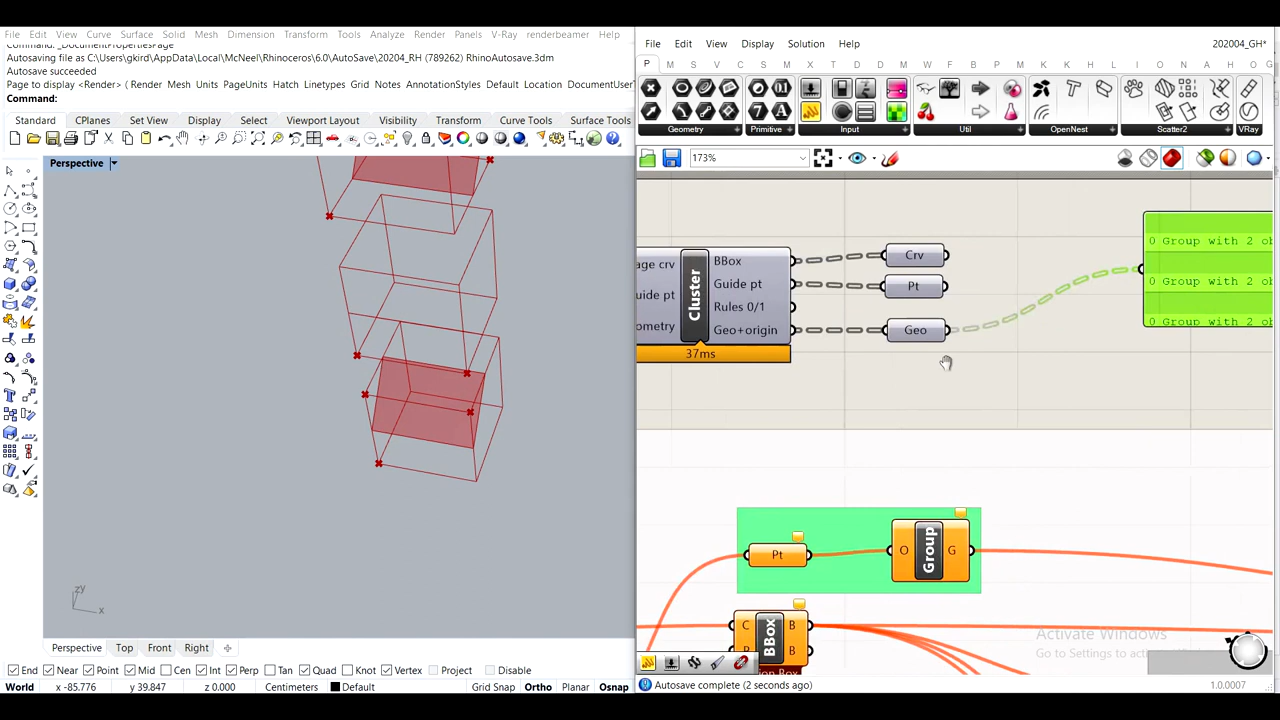 File Edit View Curve Surface Solid Mesh Dimension Transform Tools Analyze Render Panels V-Ray renderbeamer Help
Autosaving file as C:\Users\gkird\AppData\Local\McNeel\Rhinoceros\6.0\AutoSave\20204_RH (789262) RhinoAutosave.3dm
Autosave succeeded
Page to display <Render> ( Render Mesh PageUnits Hatch Linetypes Grid Notes AnnotationStyles Default Location DocumentUser
Command:
Standard CPlanes Set View Display Select Viewport Layout Visibility Transform Curve Tools Surface Tools
Perspective
zy
x
Perspective Top Front Right
End Point Mid Cen Int Perp Tan Quad Knot Vertex Project Disable
World x -85.776 y 39.847 z 0.000 Centimeters Default Grid Snap Ortho Planar Osnap
File Edit View Display Solution Help 202004_GH*
P M S V C S M X K W F B L I O N A H R V
Geometry Primitive Input Util OpenNest Scatter2 VRay
173%
age crv
Guide pt
metry
Cluster
BBox
Guide pt
Rules 0/1
Geo+origin
37ms
Crv
Pt
Geo
0 Group with 2 ob
0 Group with 2 ob
0 Group with 2 ob
Pt
O Group G
C BBox B
B
Activate Windows
Go to Settings to activ
Autosave complete (2 seconds ago) 1.0.0007